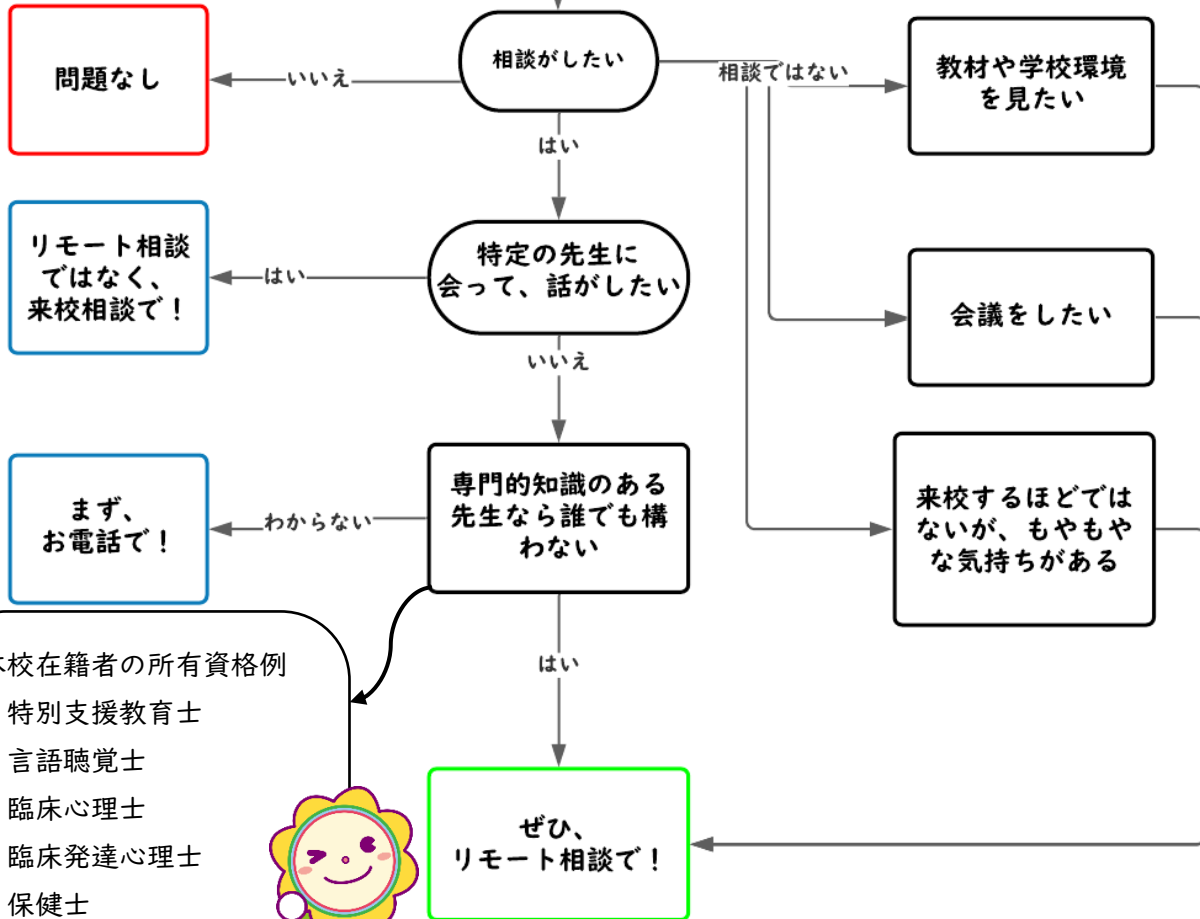 相談がしたい
問題なし
いいえ
相談ではない
教材や学校環境
を見たい
はい
リモート相談
ではなく、
来校相談で！
はい
特定の先生に
会って、話がしたい
会議をしたい
いいえ
まず、
お電話で！
わからない
専門的知識のある
先生なら誰でも構
わない
来校するほどでは
ないが、もやもや
な気持ちがある
はい
校在籍者の所有資格例
特別支援教育士
言語聴覚士
臨床心理士
臨床発達心理士
保健士
ぜひ、
リモート相談で！